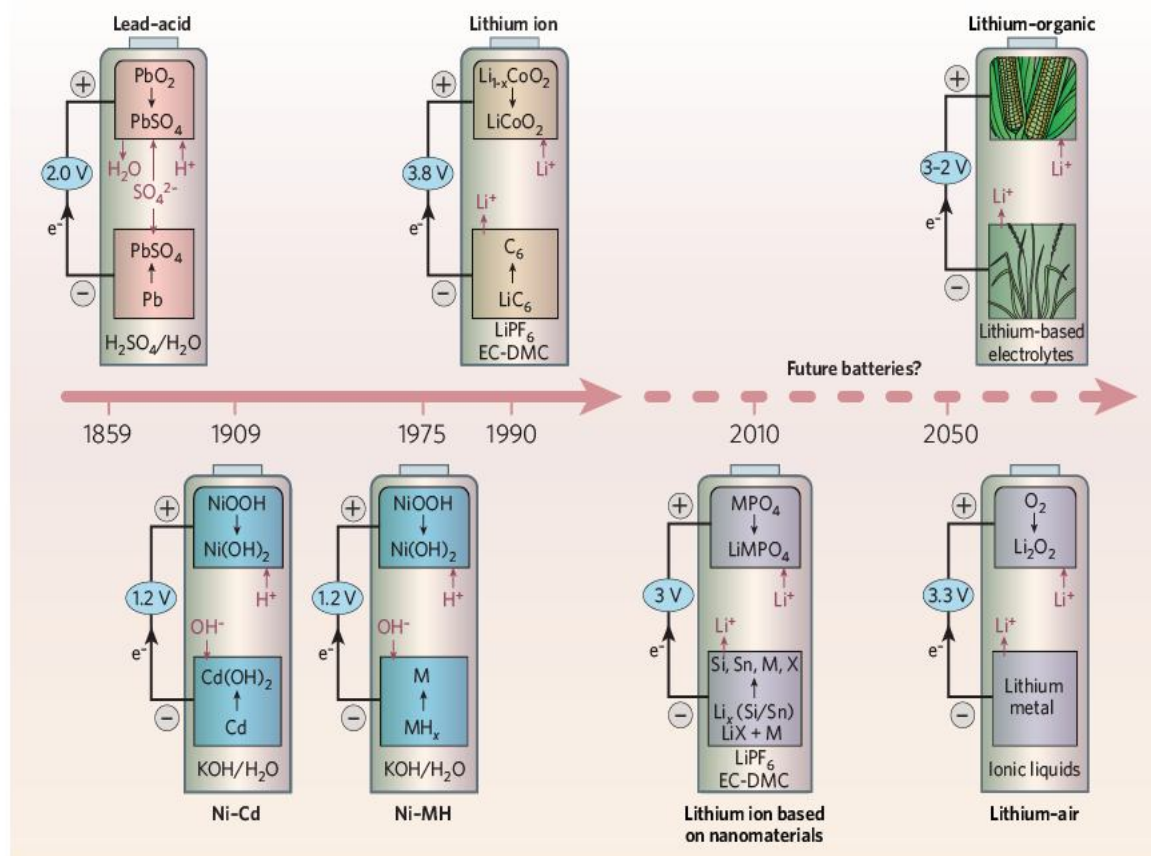 Lead–acid
+
PbO₂
↓
PbSO₄
2.0 V
H₂O
H⁺
SO₄²⁻
e⁻
PbSO₄
↑
Pb
−
H₂SO₄/H₂O
Lithium ion
+
Li₁₋ₓCoO₂
↓
LiCoO₂
3.8 V
Li⁺
Li⁺
e⁻
C₆
↑
LiC₆
−
LiPF₆
EC-DMC
Lithium–organic
+
3–2 V
Li⁺
Li⁺
e⁻
−
Lithium-based
electrolytes
Future batteries?
1859
1909
1975
1990
2010
2050
+
NiOOH
↓
Ni(OH)₂
1.2 V
H⁺
OH⁻
e⁻
Cd(OH)₂
↑
Cd
−
KOH/H₂O
Ni–Cd
+
NiOOH
↓
Ni(OH)₂
1.2 V
H⁺
OH⁻
e⁻
M
↑
MHₓ
−
KOH/H₂O
Ni–MH
+
MPO₄
↓
LiMPO₄
3 V
Li⁺
Li⁺
e⁻
Si, Sn, M, X
↑
Liₓ (Si/Sn)
LiX + M
−
LiPF₆
EC-DMC
Lithium ion based
on nanomaterials
+
O₂
↓
Li₂O₂
3.3 V
Li⁺
Li⁺
e⁻
Lithium
metal
−
Ionic liquids
Lithium–air